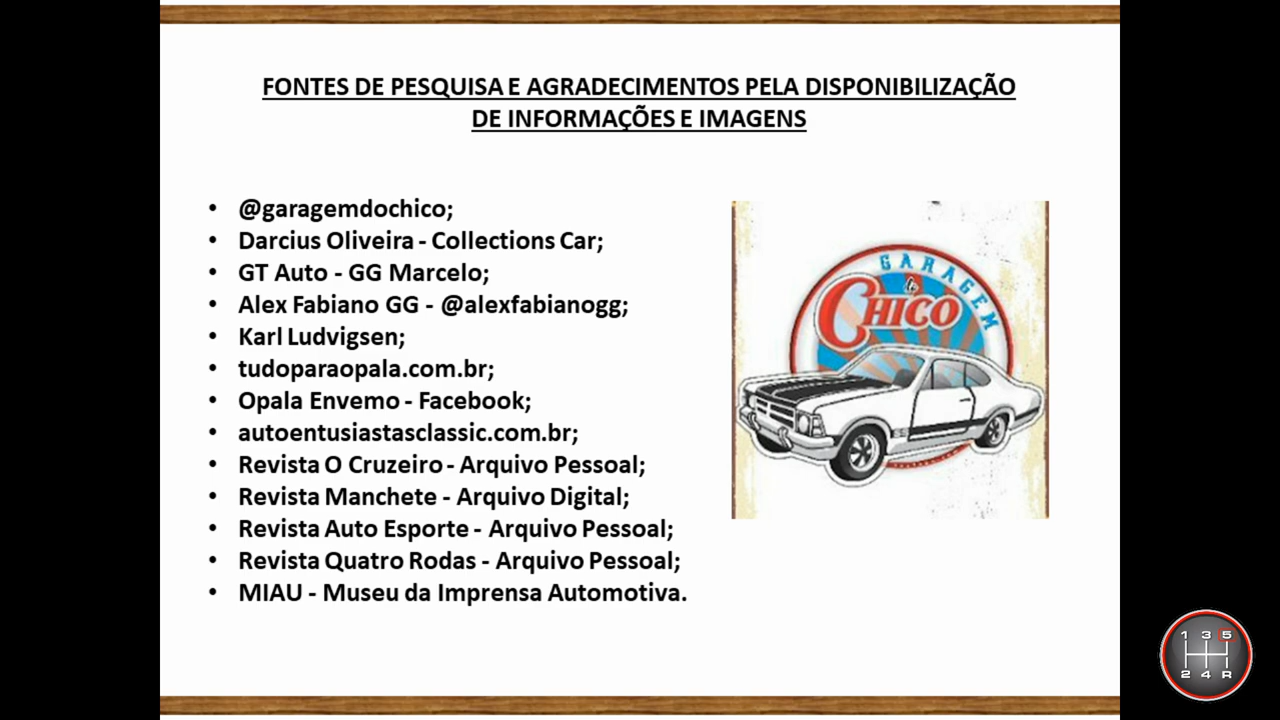 FONTES DE PESQUISA E AGRADECIMENTOS PELA DISPONIBILIZAÇÃO
DE INFORMAÇÕES E IMAGENS
• @garagemdochico;
• Darcius Oliveira - Collections Car;
• GT Auto - GG Marcelo;
• Alex Fabiano GG - @alexfabianogg;
• Karl Ludvigsen;
• tudoparaopala.com.br;
• Opala Envemo - Facebook;
• autoentusiastasclassic.com.br;
• Revista O Cruzeiro - Arquivo Pessoal;
• Revista Manchete - Arquivo Digital;
• Revista Auto Esporte - Arquivo Pessoal;
• Revista Quatro Rodas - Arquivo Pessoal;
• MIAU - Museu da Imprensa Automotiva.
GARAGEM
do
CHICO
1 3 5
2 4 R